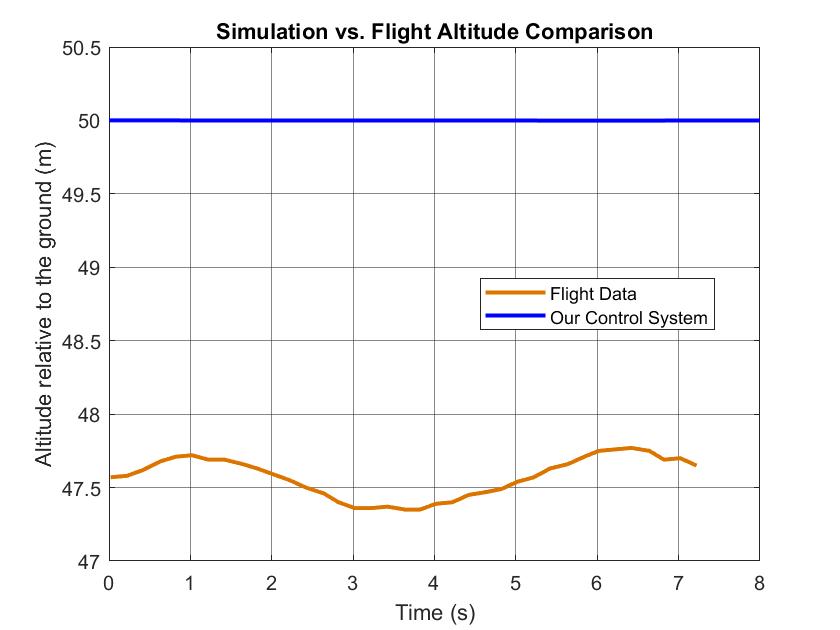 Simulation vs. Flight Altitude Comparison
50.5
50
49.5
49
48.5
48
47.5
47
Altitude relative to the ground (m)
Flight Data
Our Control System
0 1 2 3 4 5 6 7 8
Time (s)